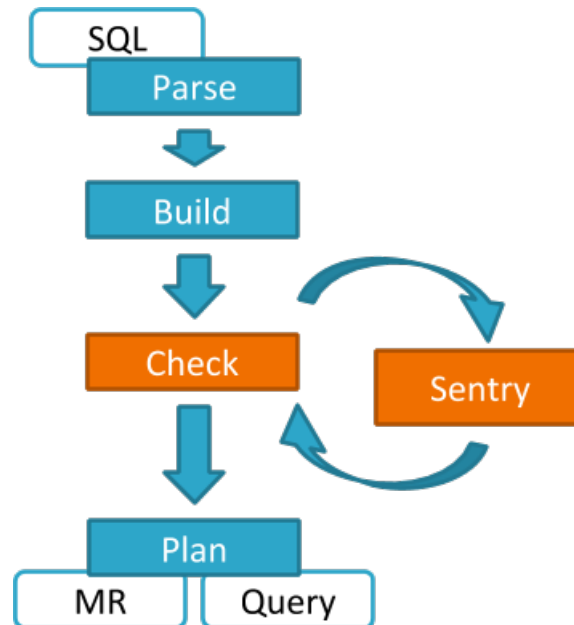 SQL
Parse
Build
Check
Sentry
Plan
MR
Query